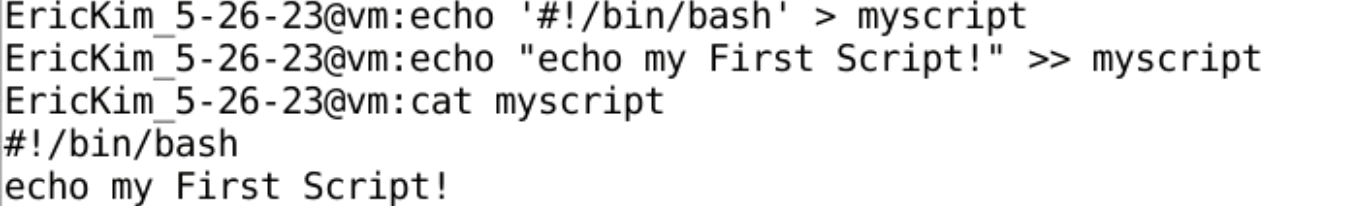 EricKim_5-26-23@vm:echo '#!/bin/bash' > myscript
EricKim_5-26-23@vm:echo "echo my First Script!" >> myscript
EricKim_5-26-23@vm:cat myscript
#!/bin/bash
echo my First Script!